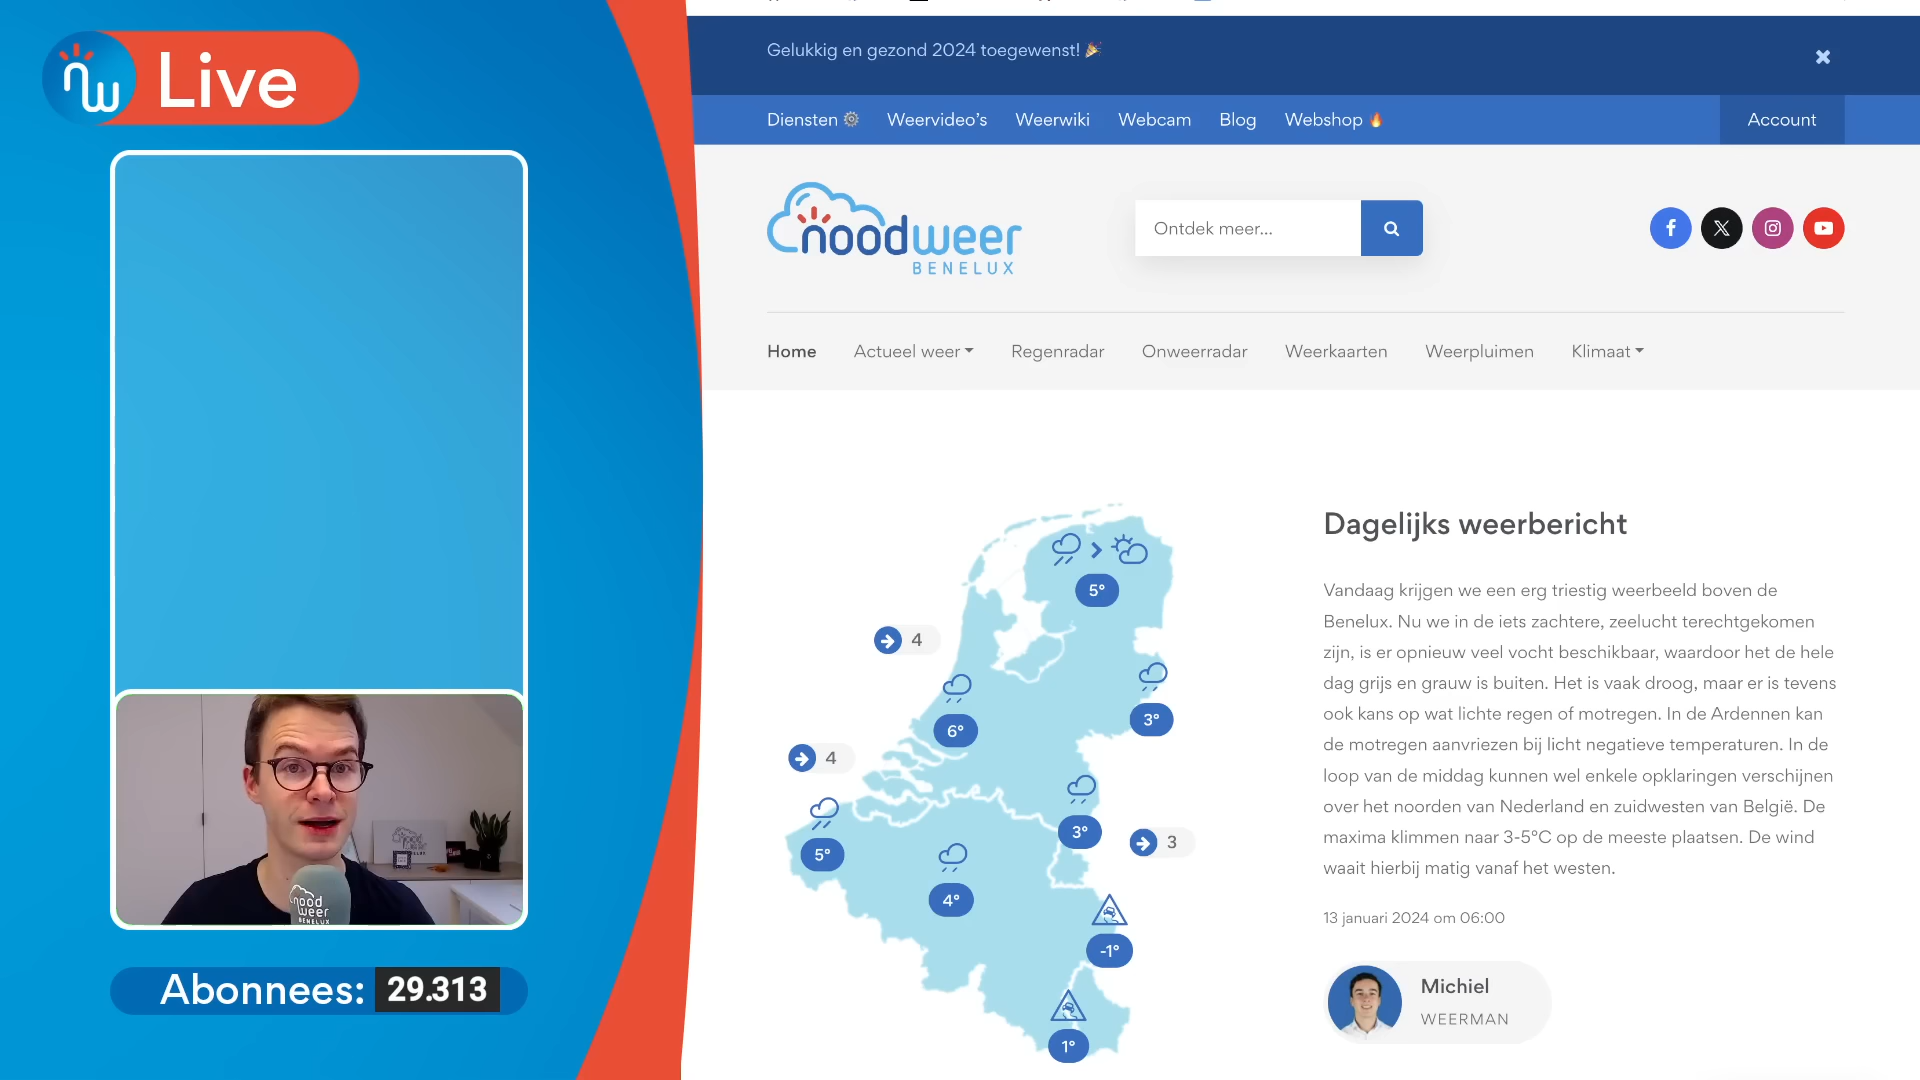 nw Live
Abonnees: 29.313
nood
weer
BENELUX
Gelukkig en gezond 2024 toegewenst! 🎉
Diensten Weervideo's Weerwiki Webcam Blog Webshop 🔥 Account
noodweer
BENELUX
Ontdek meer...
Home Actueel weer Regenradar Onweerradar Weerkaarten Weerpluimen Klimaat
5°
4
6°
3°
4
5°
3°
3
4°
-1°
1°
Dagelijks weerbericht
Vandaag krijgen we een erg triestig weerbeeld boven de
Benelux. Nu we in de iets zachtere, zeelucht terechtgekomen
zijn, is er opnieuw veel vocht beschikbaar, waardoor het de hele
dag grijs en grauw is buiten. Het is vaak droog, maar er is tevens
ook kans op wat lichte regen of motregen. In de Ardennen kan
de motregen aanvriezen bij licht negatieve temperaturen. In de
loop van de middag kunnen wel enkele opklaringen verschijnen
over het noorden van Nederland en zuidwesten van België. De
maxima klimmen naar 3-5°C op de meeste plaatsen. De wind
waait hierbij matig vanaf het westen.
13 januari 2024 om 06:00
Michiel
WEERMAN